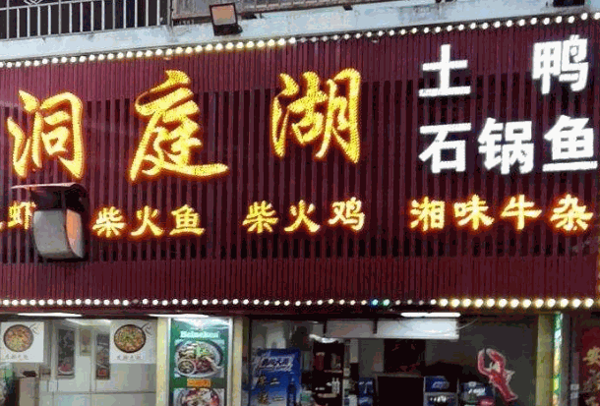 洞庭湖
土鸭
石锅鱼
虾
柴火鱼
柴火鸡
湘味牛杂
Heineken